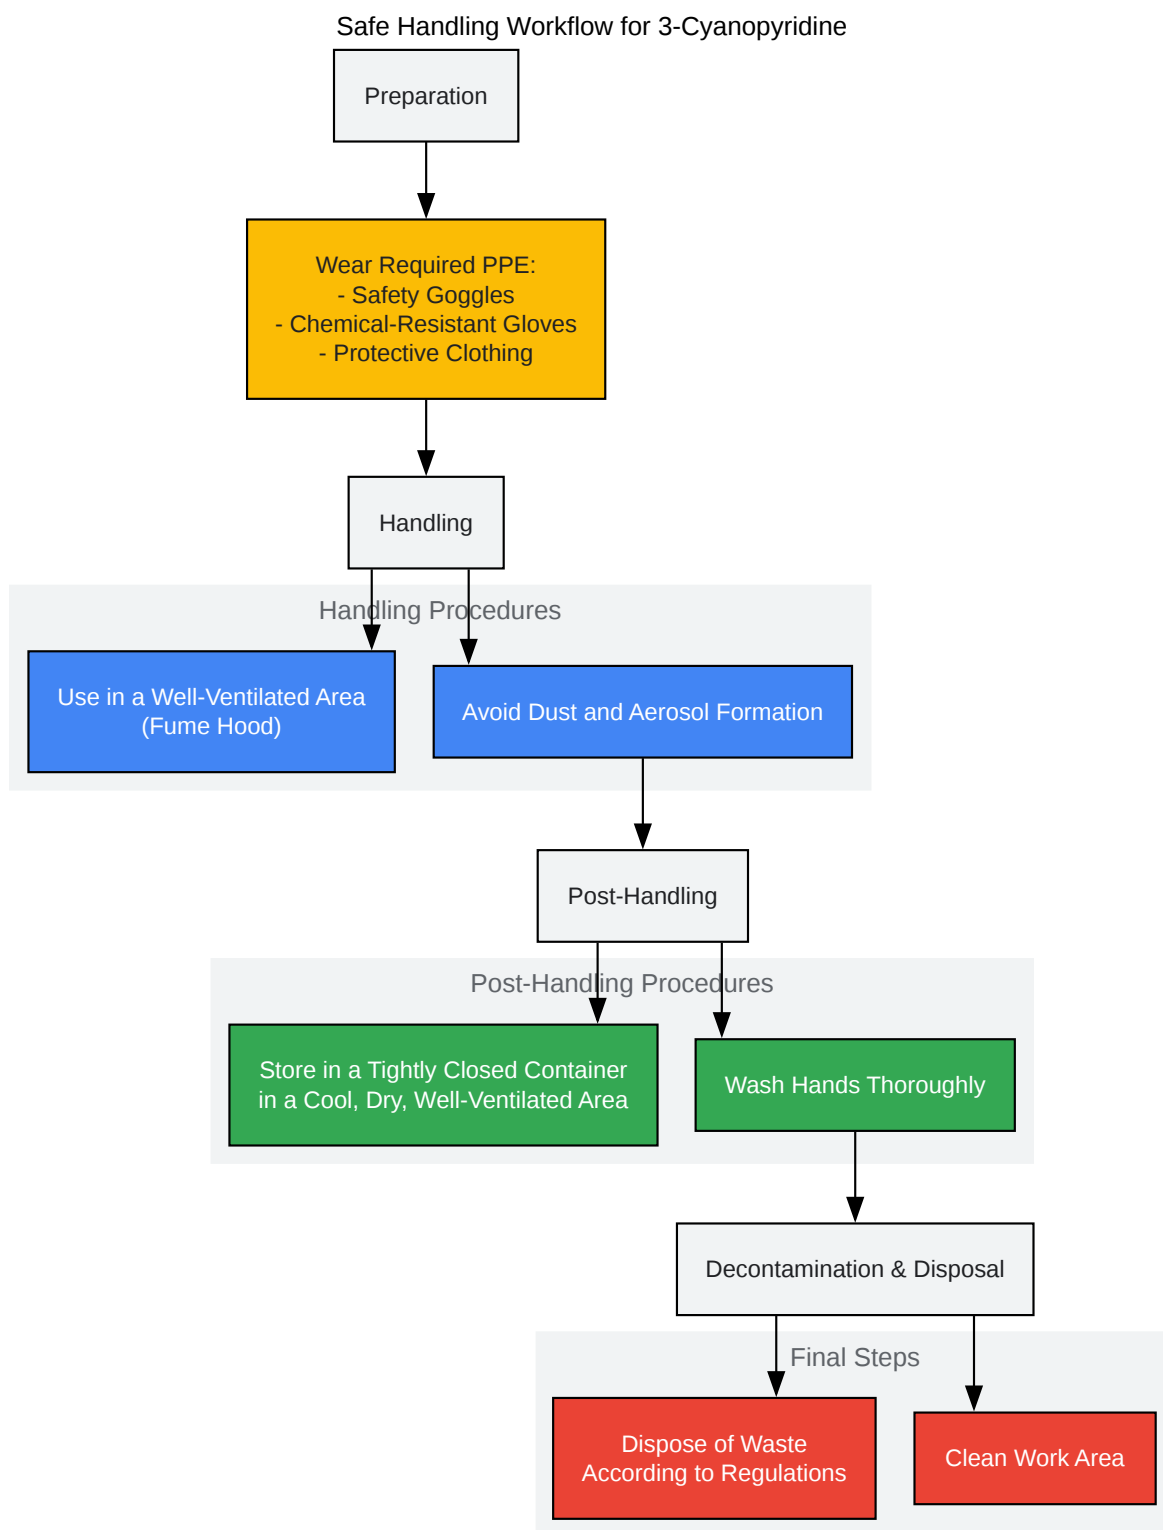 Safe Handling Workflow for 3-Cyanopyridine
Preparation
Wear Required PPE:
- Safety Goggles
- Chemical-Resistant Gloves
- Protective Clothing
Handling
Handling Procedures
Use in a Well-Ventilated Area
(Fume Hood)
Avoid Dust and Aerosol Formation
Post-Handling
Post-Handling Procedures
Store in a Tightly Closed Container
in a Cool, Dry, Well-Ventilated Area
Wash Hands Thoroughly
Decontamination & Disposal
Final Steps
Dispose of Waste
According to Regulations
Clean Work Area